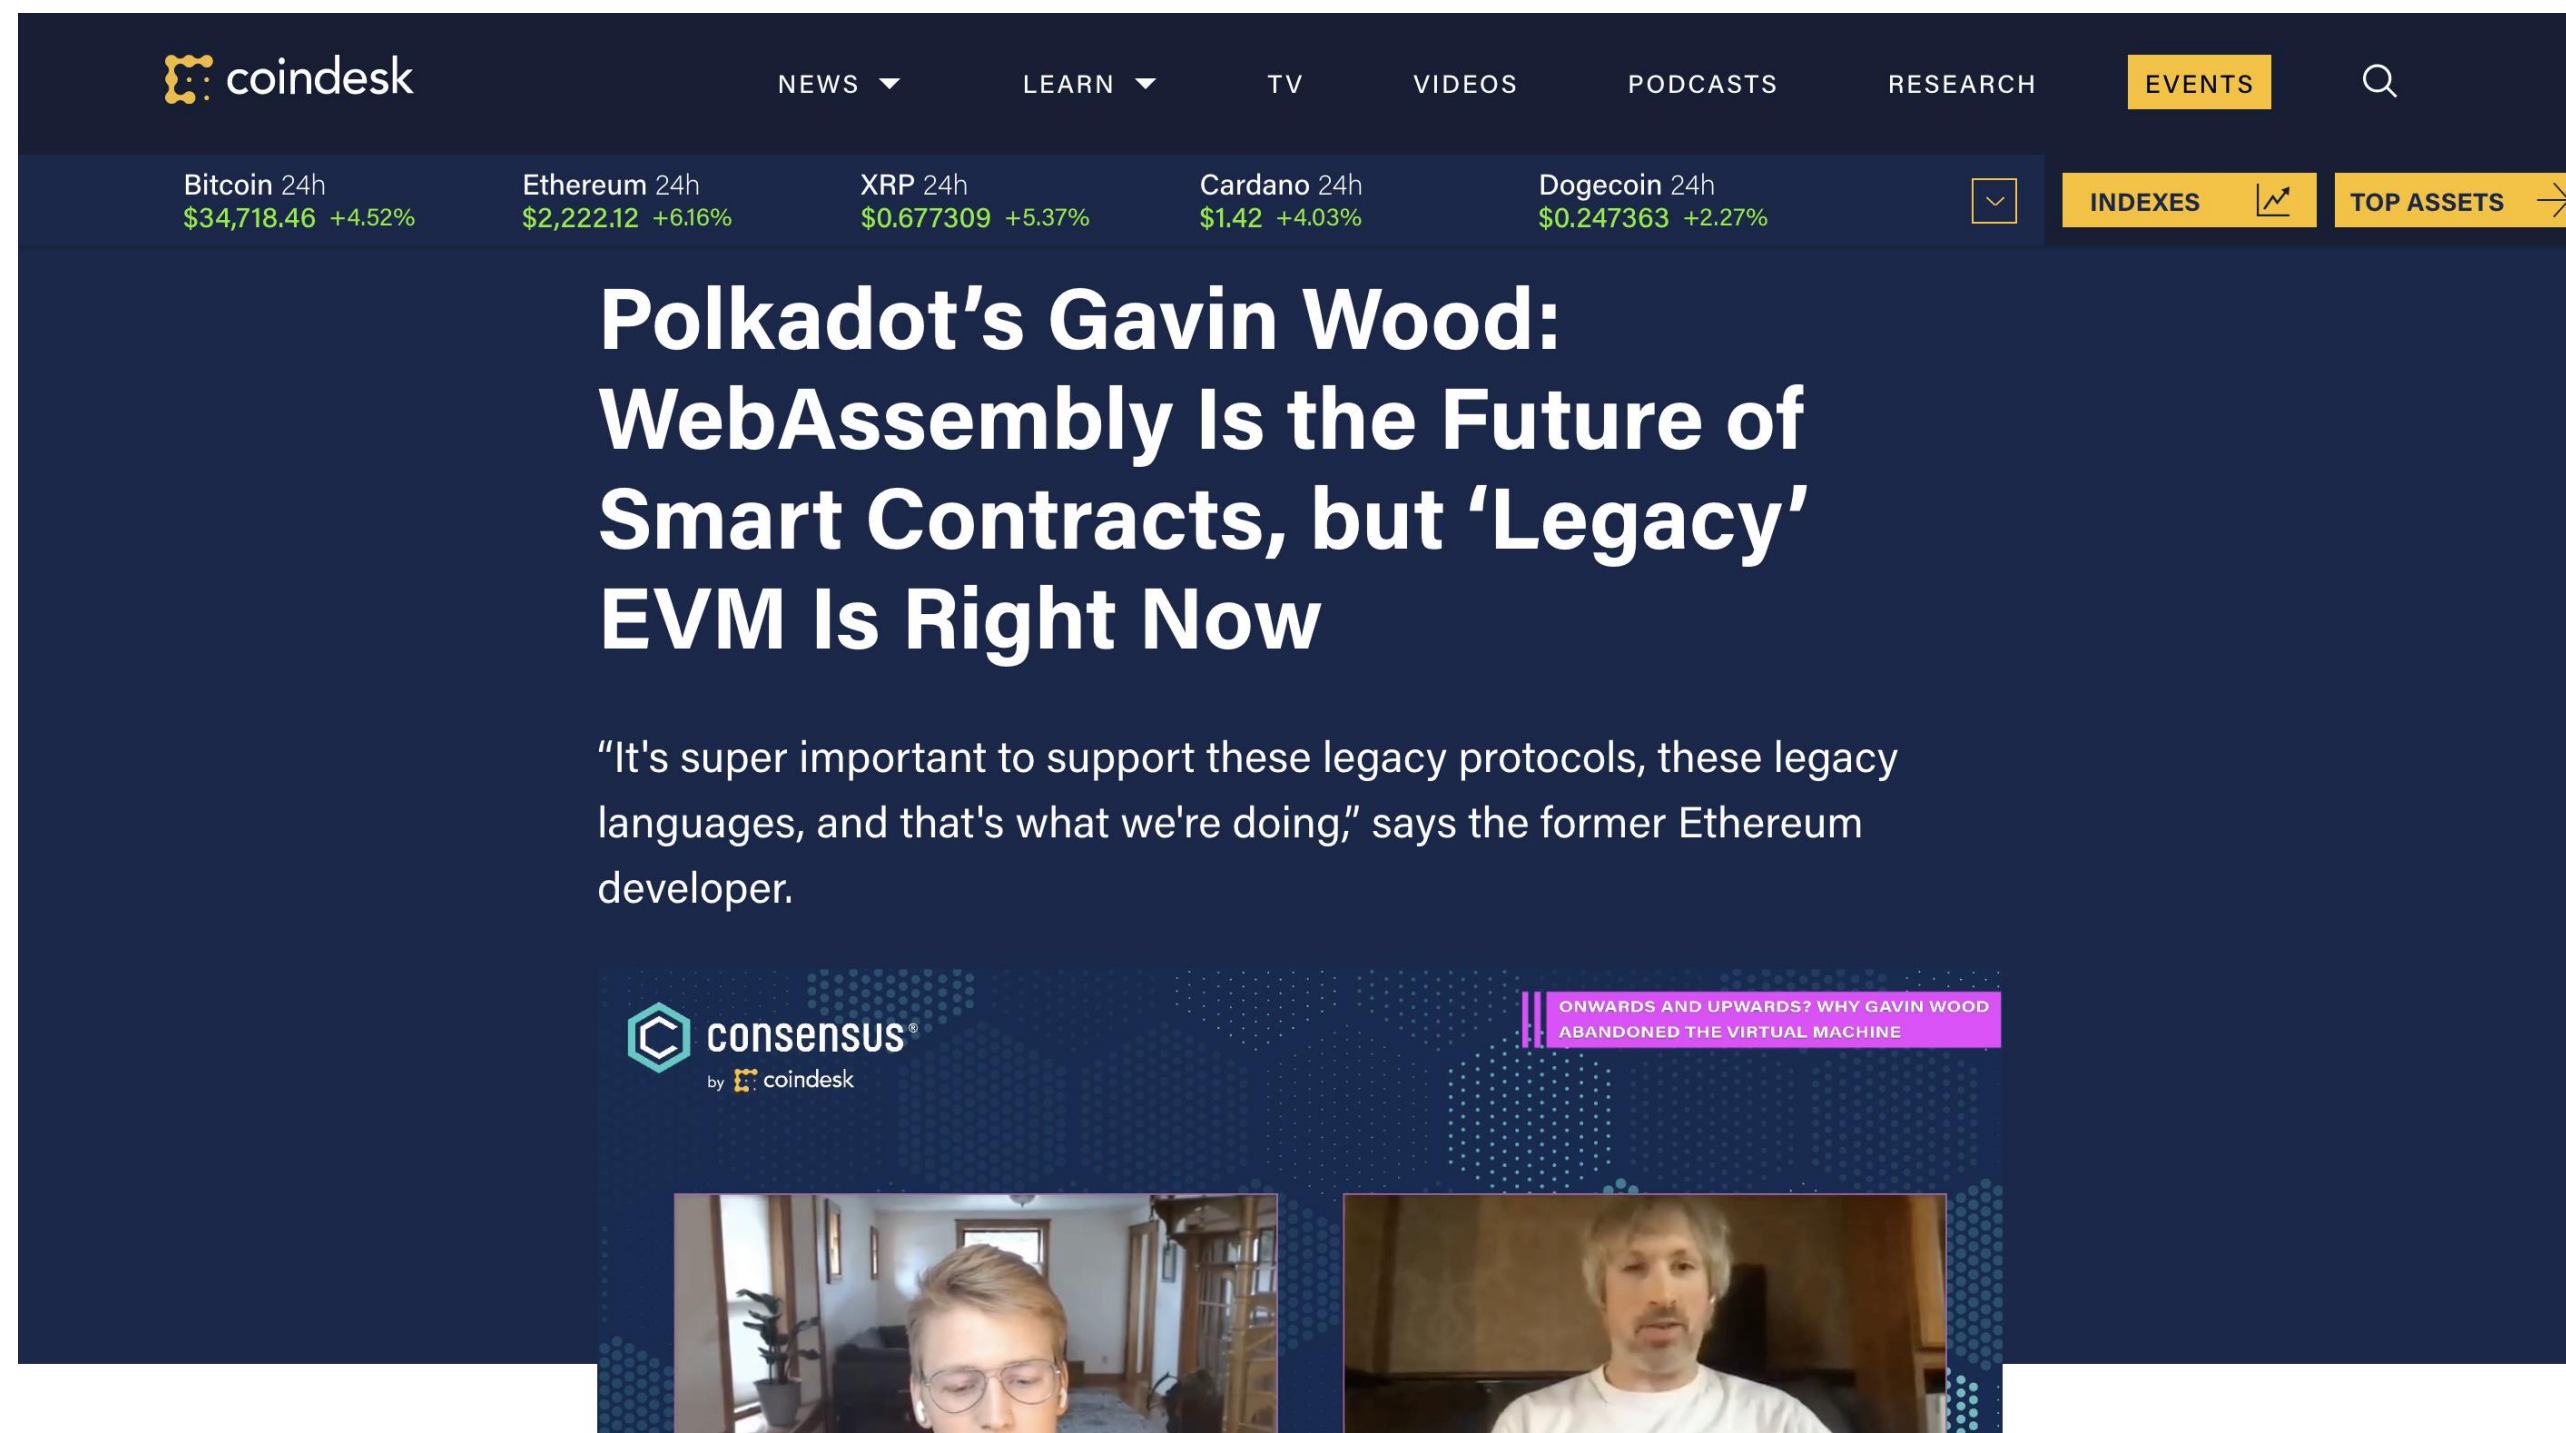 coindesk
NEWS
LEARN
TV
VIDEOS
PODCASTS
RESEARCH
EVENTS
Bitcoin 24h
$34,718.46 +4.52%
Ethereum 24h
$2,222.12 +6.16%
XRP 24h
$0.677309 +5.37%
Cardano 24h
$1.42 +4.03%
Dogecoin 24h
$0.247363 +2.27%
INDEXES
TOP ASSETS
Polkadot’s Gavin Wood:
WebAssembly Is the Future of
Smart Contracts, but ‘Legacy’
EVM Is Right Now
“It's super important to support these legacy protocols, these legacy
languages, and that's what we're doing,” says the former Ethereum
developer.
consensus®
by coindesk
ONWARDS AND UPWARDS? WHY GAVIN WOOD
ABANDONED THE VIRTUAL MACHINE